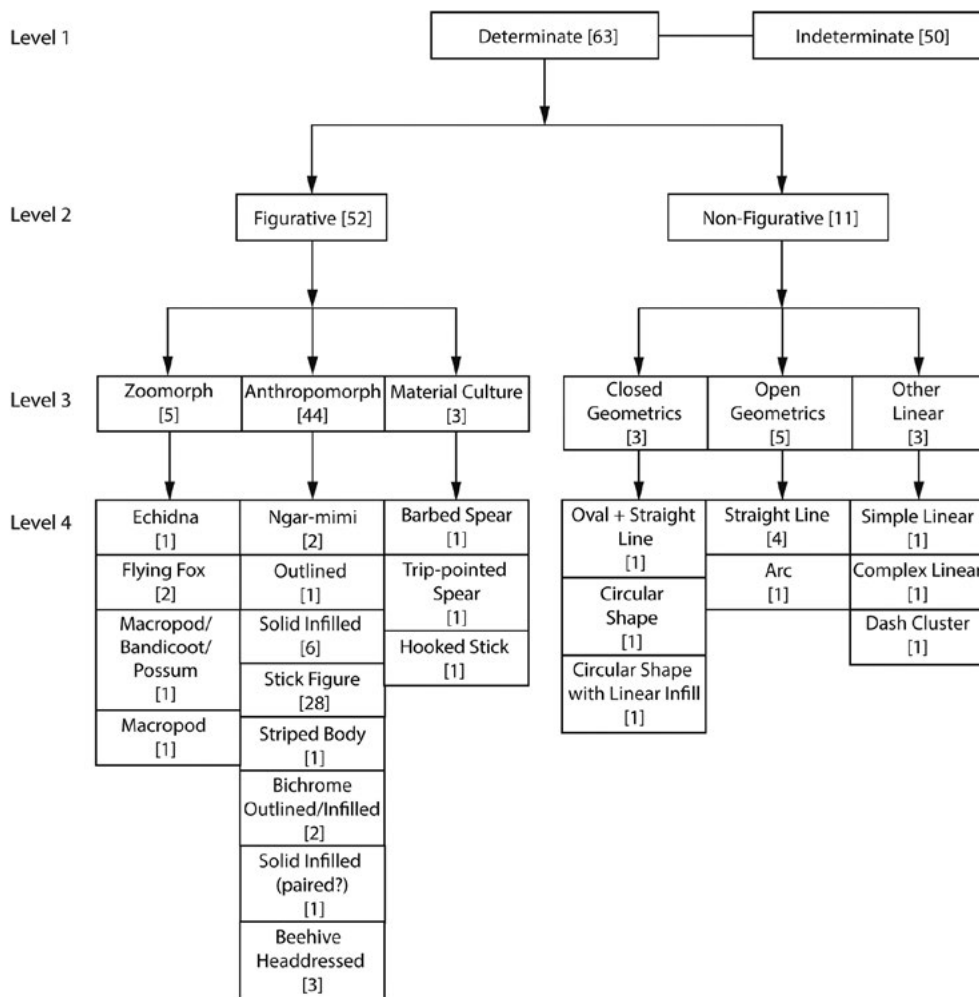 Level 1
Determinate [63]
Indeterminate [50]
Level 2
Figurative [52]
Non-Figurative [11]
Level 3
Zoomorph
[5]
Anthropomorph
[44]
Material Culture
[3]
Closed
Geometrics
[3]
Open
Geometrics
[5]
Other
Linear
[3]
Level 4
Echidna
[1]
Flying Fox
[2]
Macropod/
Bandicoot/
Possum
[1]
Macropod
[1]
Ngar-mimi
[2]
Outlined
[1]
Solid Infilled
[6]
Stick Figure
[28]
Striped Body
[1]
Bichrome
Outlined/Infilled
[2]
Solid Infilled
(paired?)
[1]
Beehive
Headdressed
[3]
Barbed Spear
[1]
Trip-pointed
Spear
[1]
Hooked Stick
[1]
Oval + Straight
Line
[1]
Circular
Shape
[1]
Circular Shape
with Linear Infill
[1]
Straight Line
[4]
Arc
[1]
Simple Linear
[1]
Complex Linear
[1]
Dash Cluster
[1]